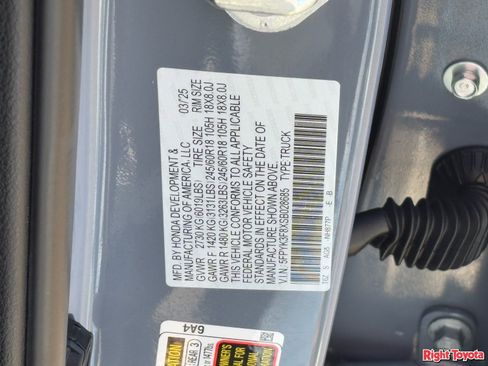 MFD. BY HONDA DEVELOPMENT &
MANUFACTURING OF AMERICA, LLC 03/25
GVWR 2730KG(6019LBS) TIRE SIZE RIM SIZE
GAWR F 1420KG(3131LBS)245/60R18 105H 18X8.0J
GAWR R 1480KG(3263LBS)245/60R18 105H 18X8.0J
THIS VEHICLE CONFORMS TO ALL APPLICABLE
FEDERAL MOTOR VEHICLE SAFETY
STANDARDS IN EFFECT ON THE DATE OF
MANUFACTURE SHOWN ABOVE.
V.I.N. 5FPYK3F8XSB028685 TYPE:TRUCK
6A4
REAR 3
Right Toyota